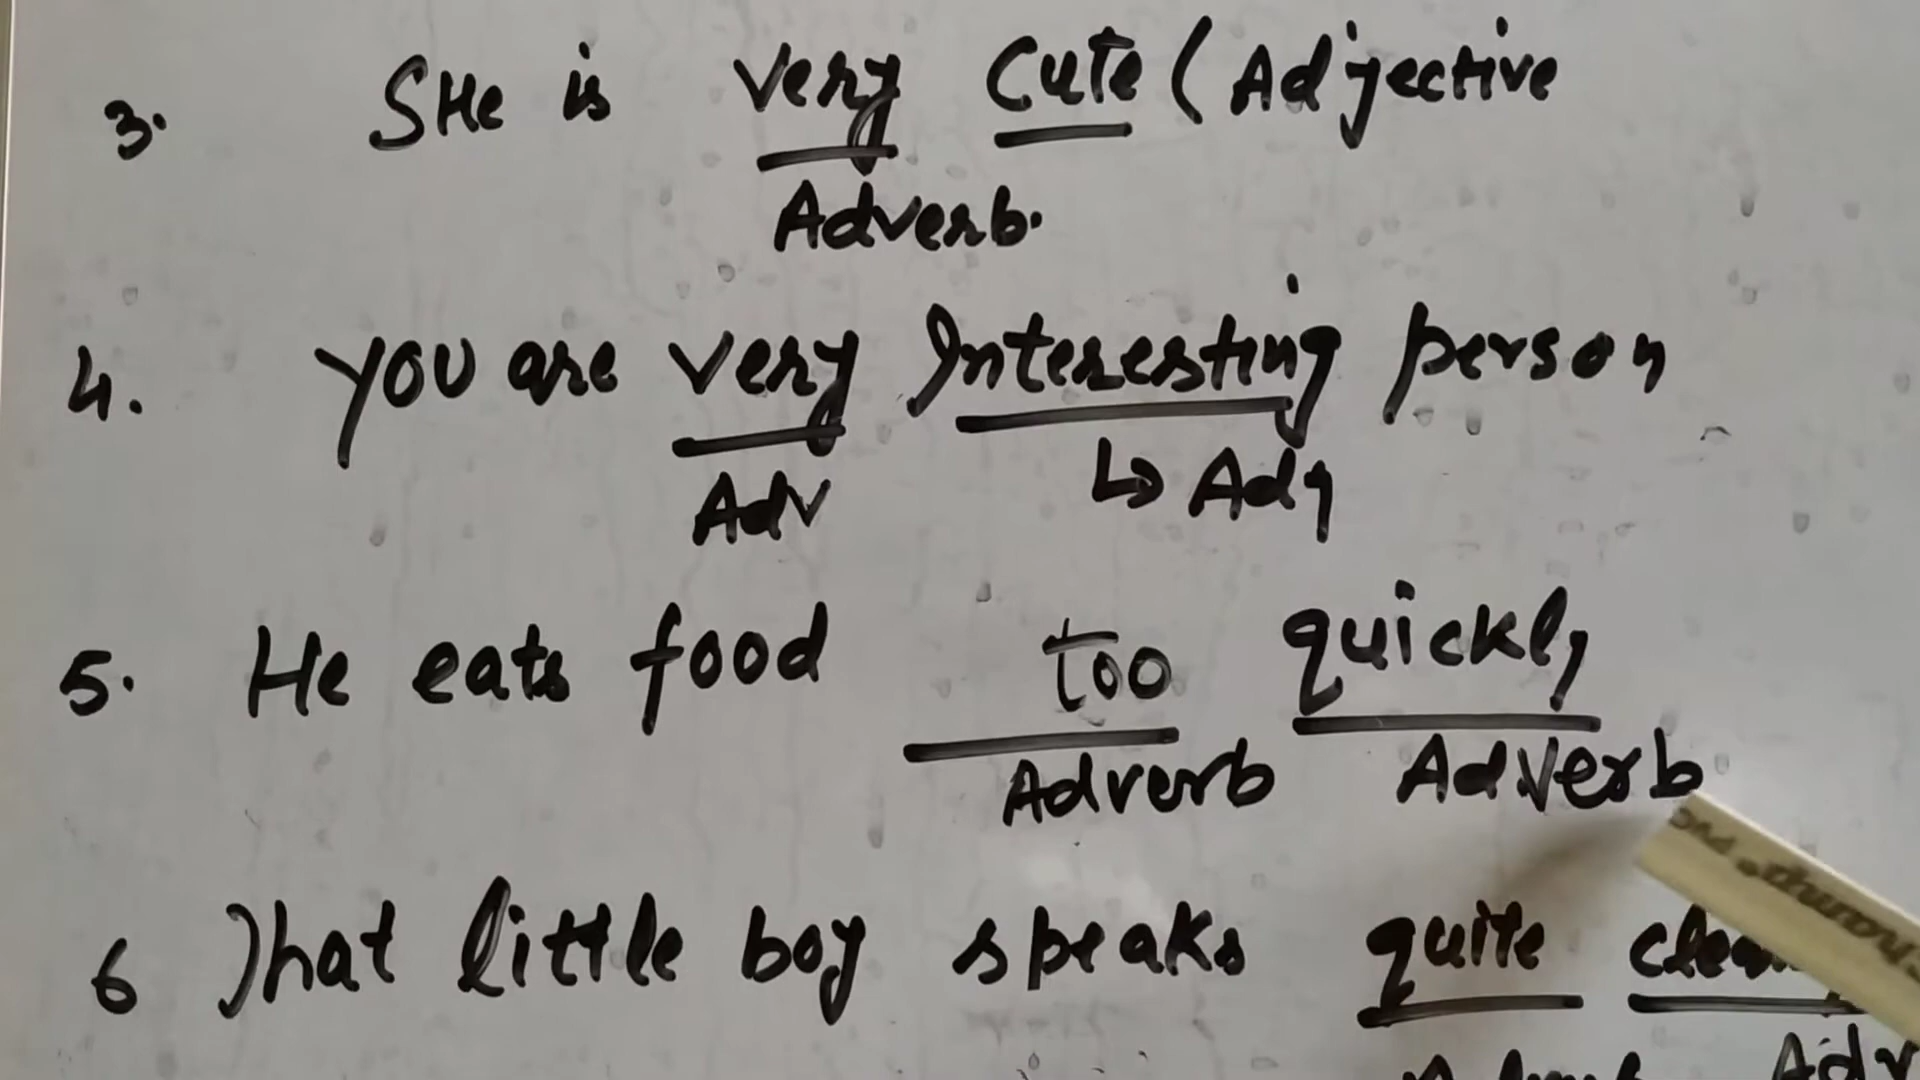 3. SHe is very Cute (Adjective
Adverb.
4. You are very Interesting person
Adv ↳ Adj
5. He eats food too quickly
Adverb Adverb
6 That little boy speaks quite
Adv